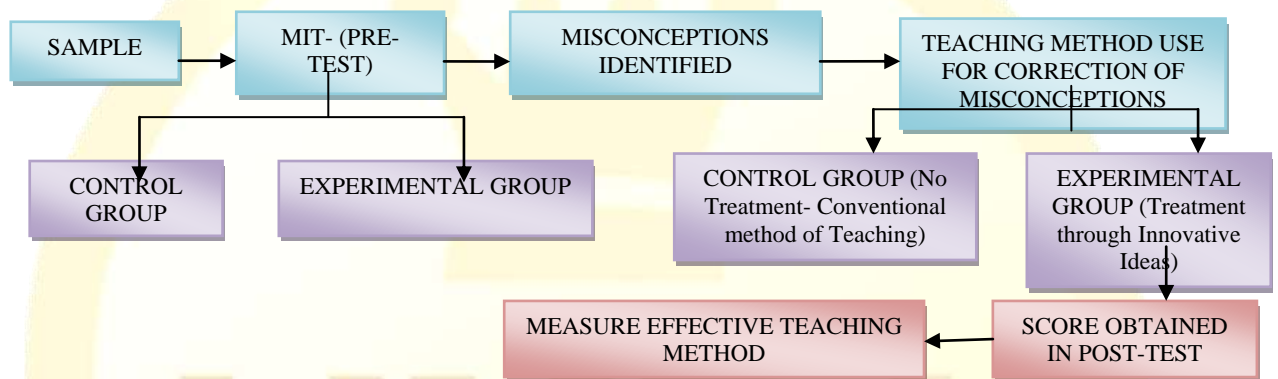 SAMPLE
MIT- (PRE-
TEST)
MISCONCEPTIONS
IDENTIFIED
TEACHING METHOD USE
FOR CORRECTION OF
MISCONCEPTIONS
CONTROL
GROUP
EXPERIMENTAL GROUP
CONTROL GROUP (No
Treatment- Conventional
method of Teaching)
EXPERIMENTAL
GROUP (Treatment
through Innovative
Ideas)
MEASURE EFFECTIVE TEACHING
METHOD
SCORE OBTAINED
IN POST-TEST